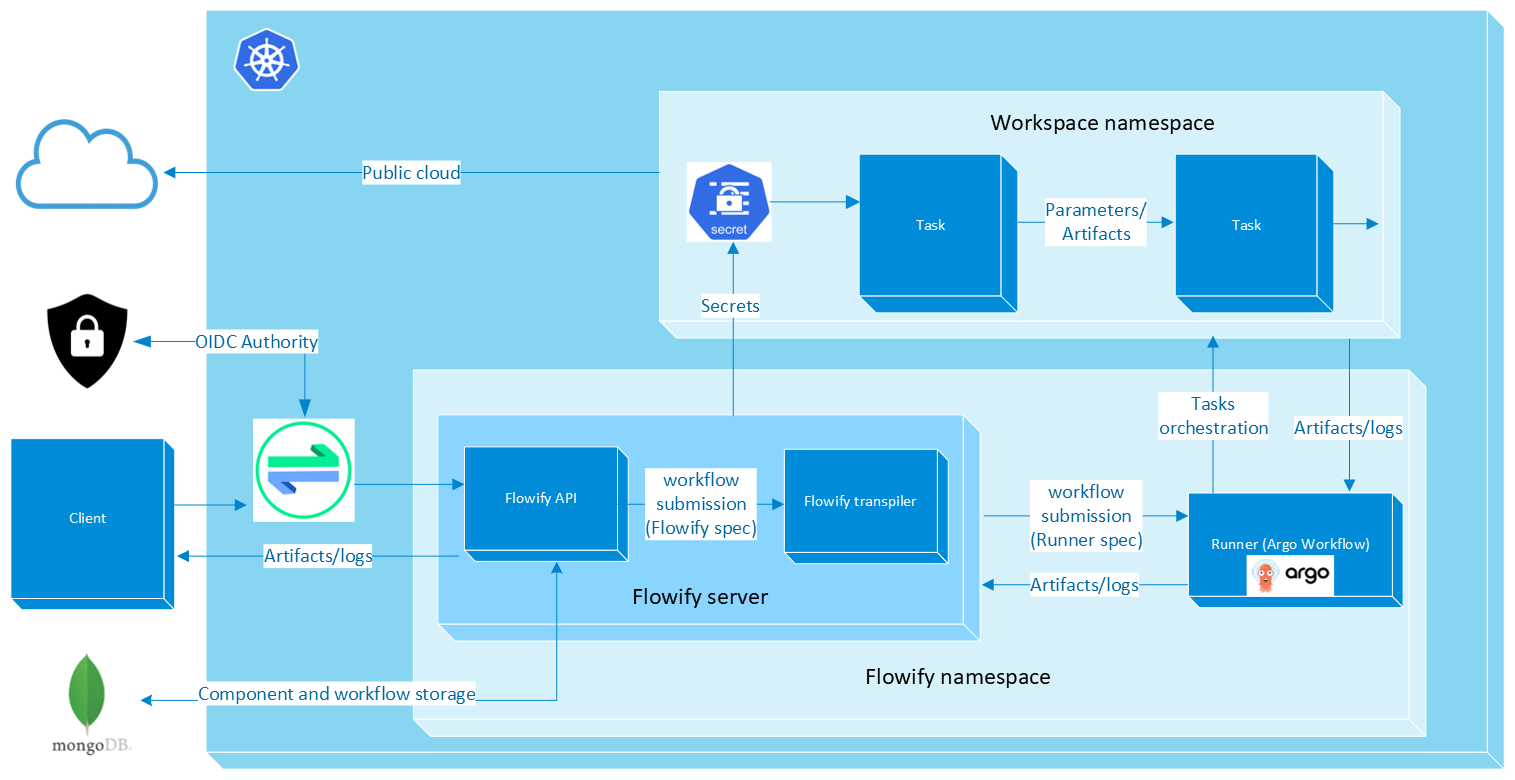 Workspace namespace
Public cloud
secret
Task
Parameters/
Artifacts
Task
Secrets
OIDC Authority
Tasks
orchestration
Artifacts/logs
Client
Flowify API
workflow
submission
(Flowify spec)
Flowify transpiler
workflow
submission
(Runner spec)
Runner (Argo Workflow)
argo
Artifacts/logs
Artifacts/logs
Flowify server
Flowify namespace
Component and workflow storage
mongoDB.